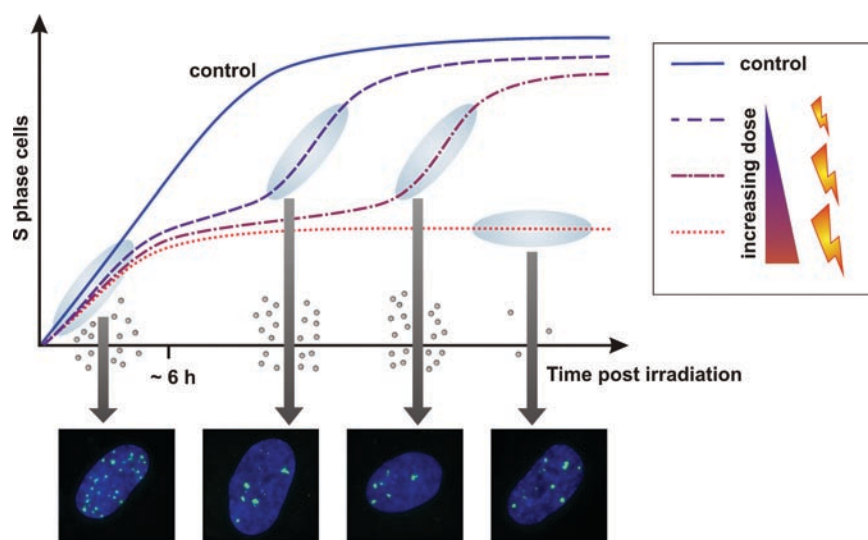 control
S phase cells
~ 6 h
Time post irradiation
control
increasing dose